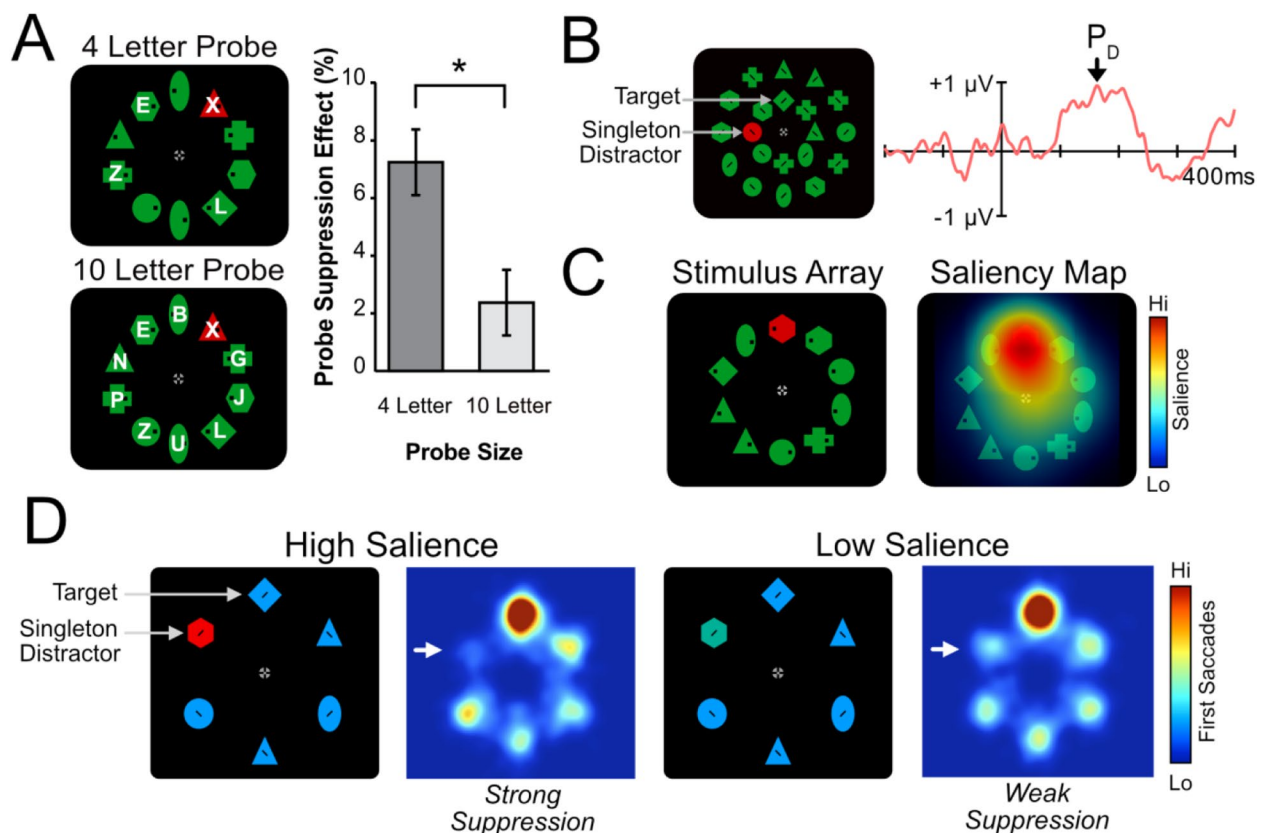 A
4 Letter Probe
E
X
Z
L
10 Letter Probe
B
E
X
N
G
P
J
Z
L
U
Probe Suppression Effect (%)
*
10
8
6
4
2
0
4 Letter
10 Letter
Probe Size
B
Target
Singleton
Distractor
P_D
+1 µV
400ms
-1 µV
C
Stimulus Array
Saliency Map
Hi
Salience
Lo
D
High Salience
Low Salience
Target
Singleton
Distractor
Hi
First Saccades
Lo
Strong
Suppression
Weak
Suppression